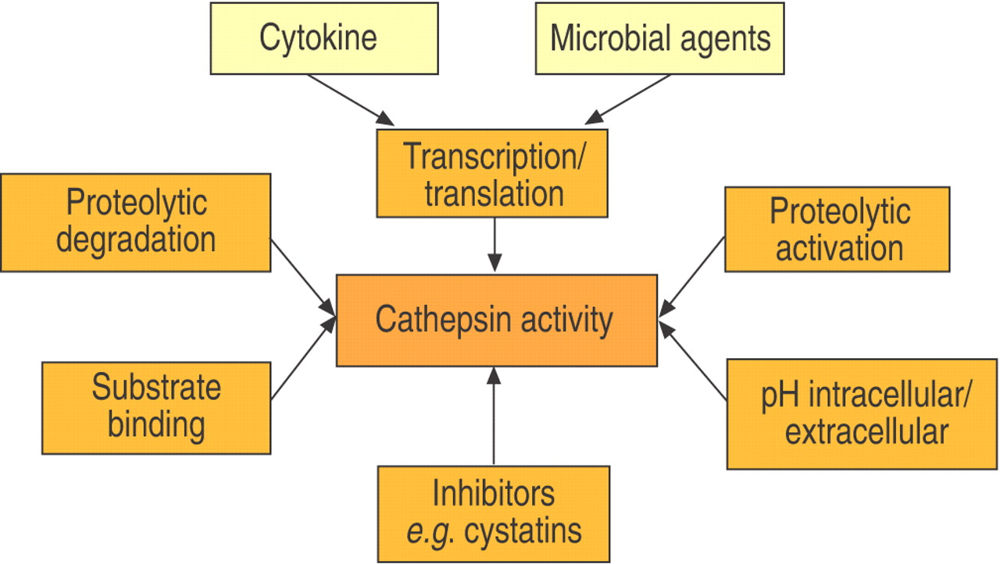 Cytokine
Microbial agents
Transcription/
translation
Proteolytic
degradation
Proteolytic
activation
Cathepsin activity
Substrate
binding
pH intracellular/
extracellular
Inhibitors
e.g. cystatins